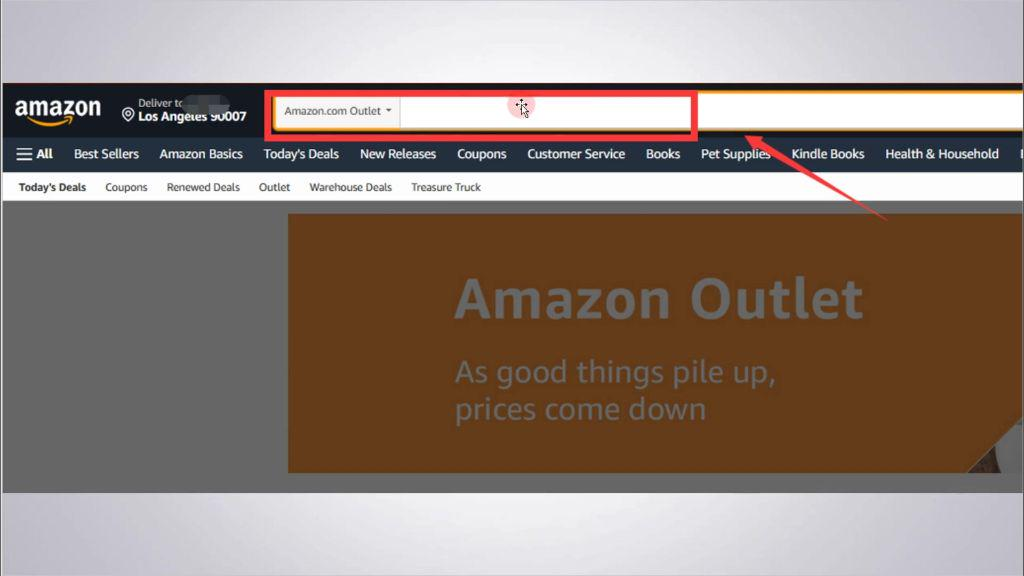 amazon
Deliver to
Los Angeles 90007
Amazon.com Outlet
All Best Sellers Amazon Basics Today's Deals New Releases Coupons Customer Service Books Pet Supplies Kindle Books Health & Household
Today's Deals Coupons Renewed Deals Outlet Warehouse Deals Treasure Truck
Amazon Outlet
As good things pile up,
prices come down